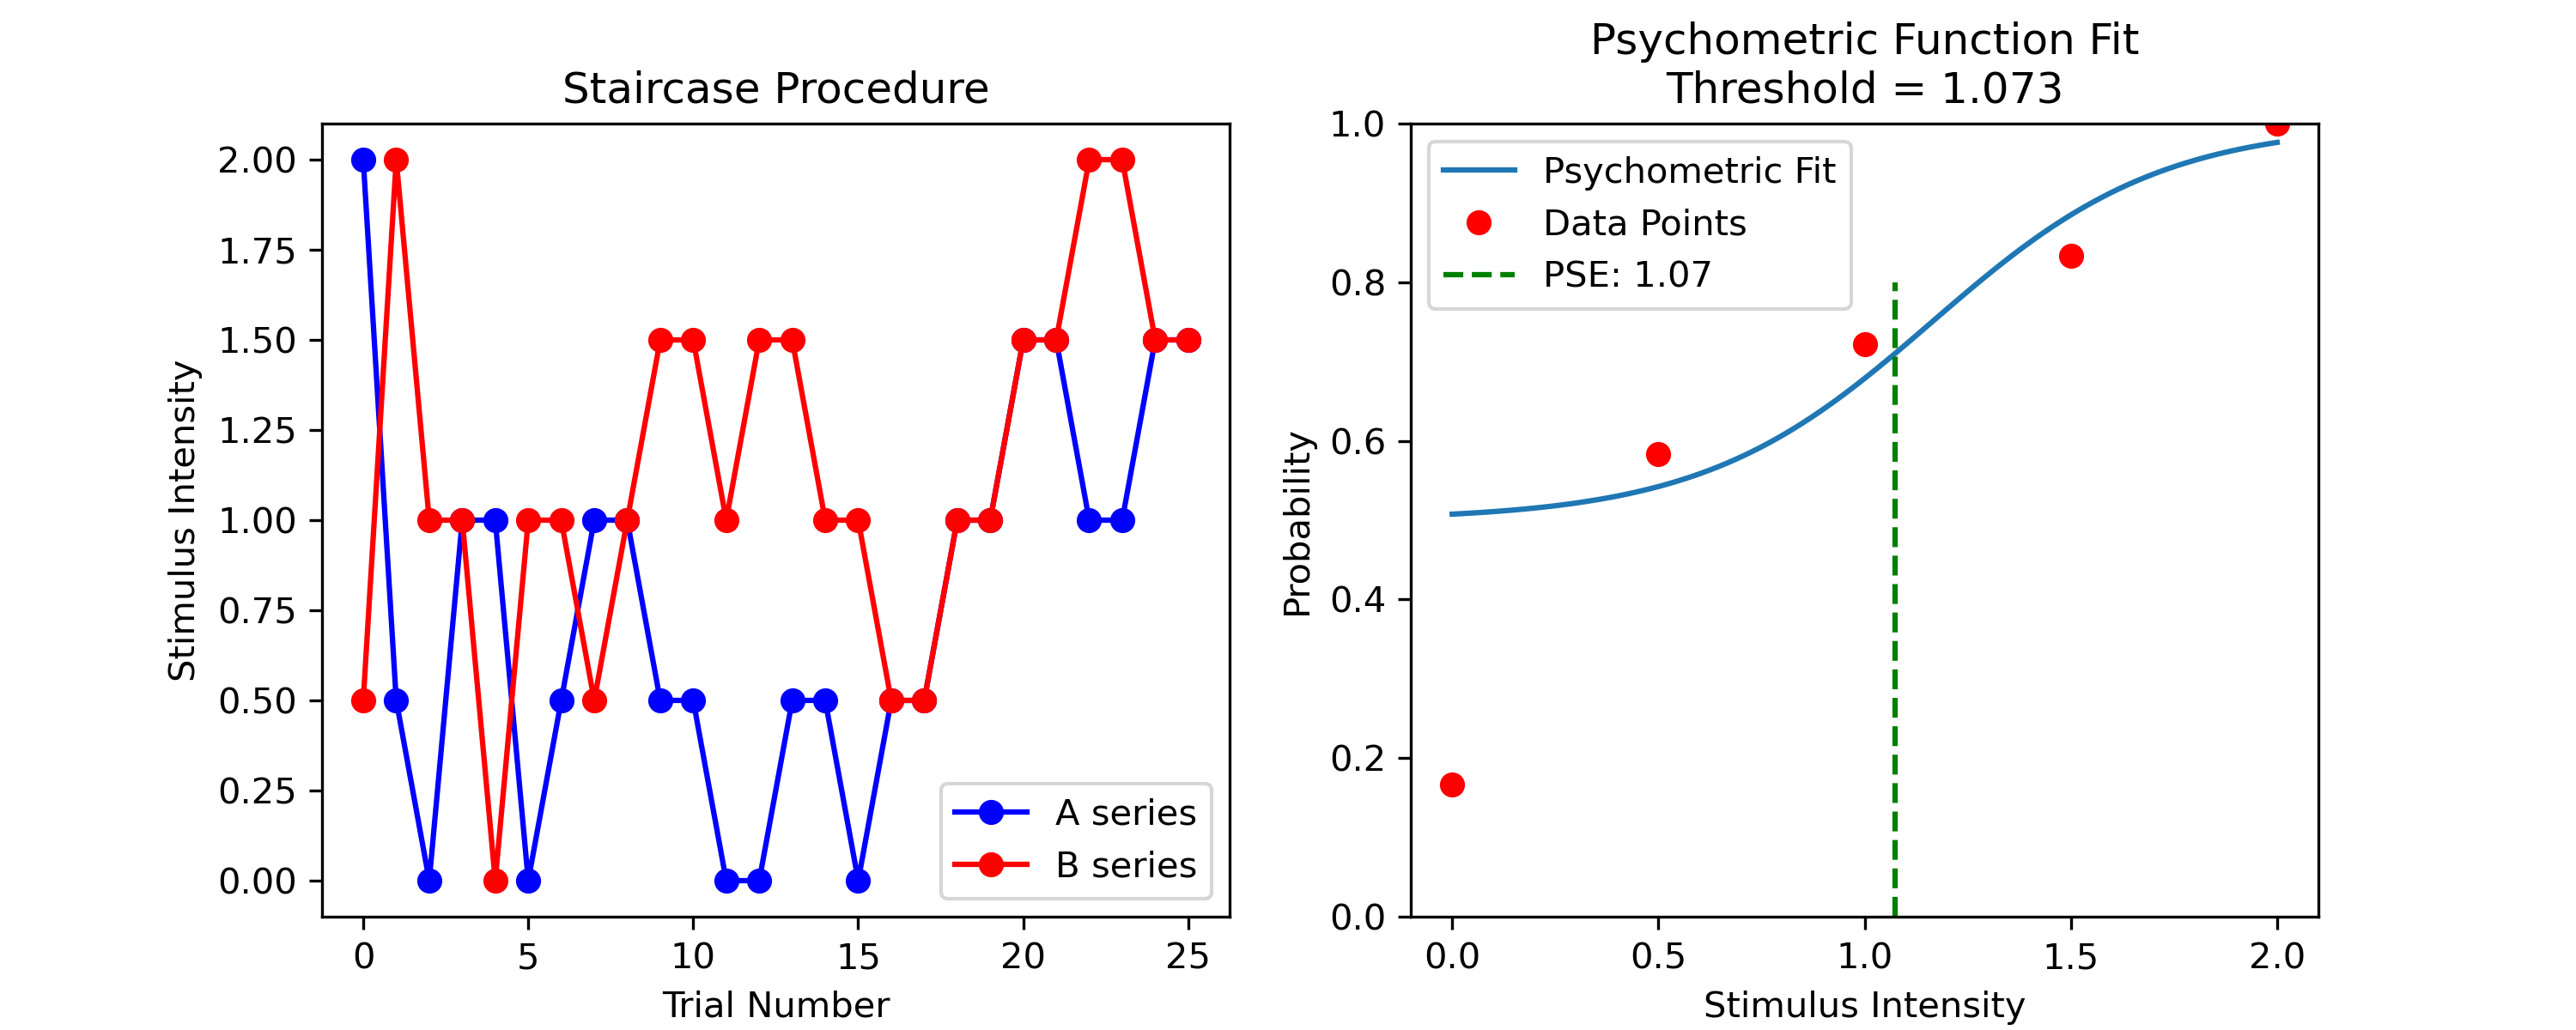 Staircase Procedure
2.00
1.75
1.50
1.25
1.00
0.75
0.50
0.25
0.00
Stimulus Intensity
A series
B series
0 5 10 15 20 25
Trial Number
Psychometric Function Fit
Threshold = 1.073
1.0
0.8
0.6
0.4
0.2
0.0
Probability
Psychometric Fit
Data Points
PSE: 1.07
0.0 0.5 1.0 1.5 2.0
Stimulus Intensity